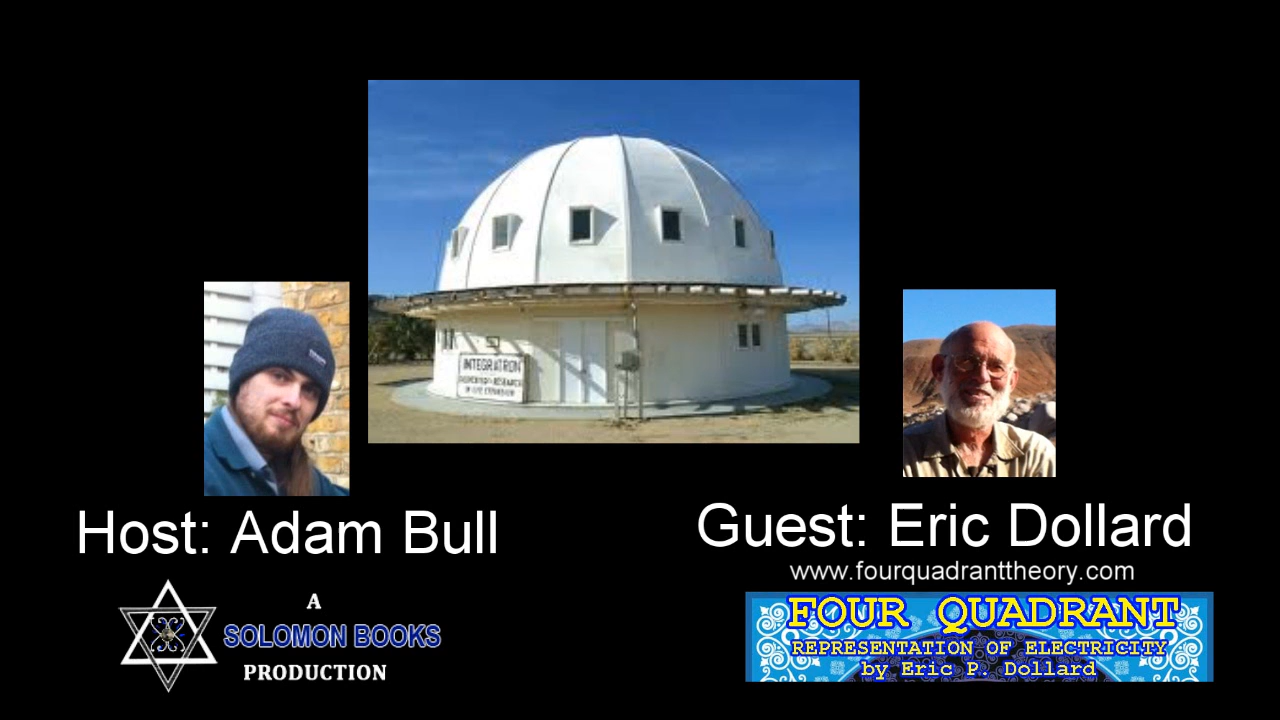 INTEGRATRON
Host: Adam Bull
Guest: Eric Dollard
www.fourquadranttheory.com
A
SOLOMON BOOKS
PRODUCTION
FOUR QUADRANT
REPRESENTATION OF ELECTRICITY
by Eric P. Dollard